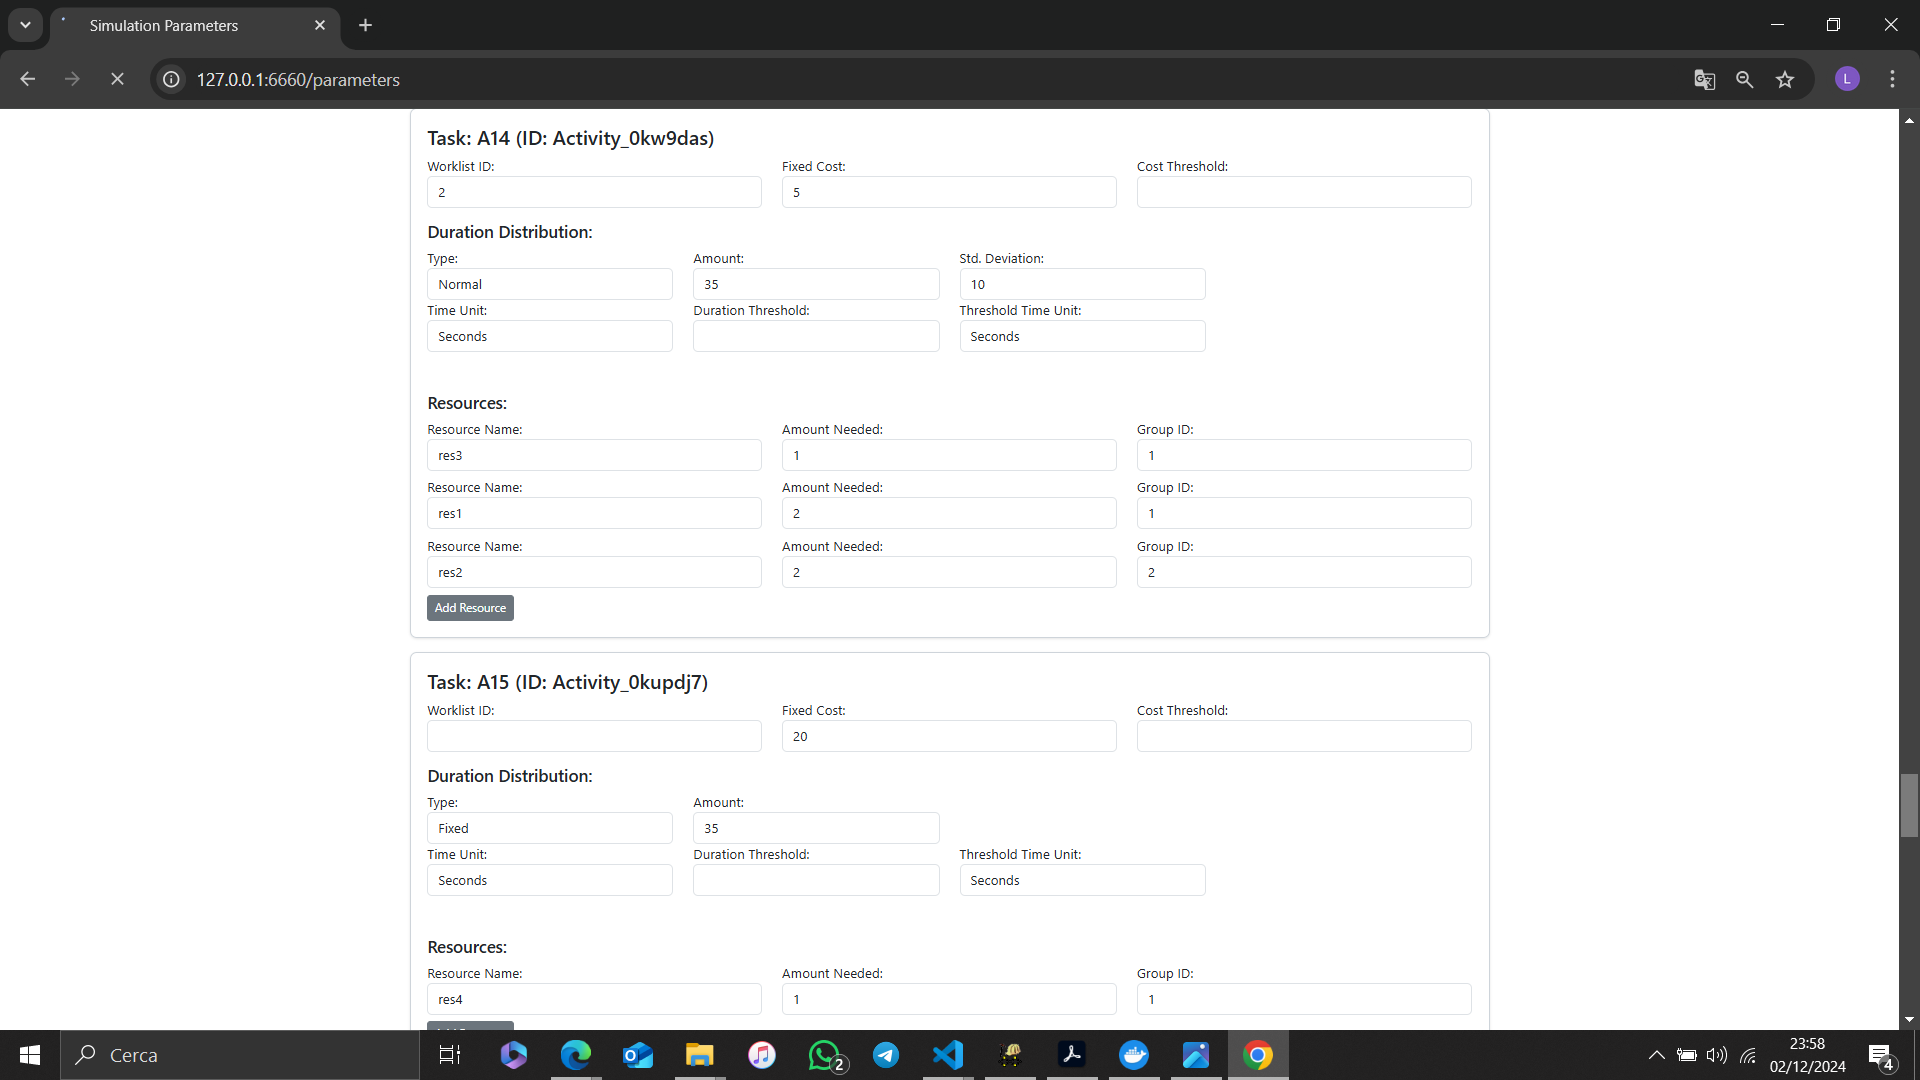 Simulation Parameters
127.0.0.1:6660/parameters
L
Task: A14 (ID: Activity_0kw9das)
Worklist ID: Fixed Cost: Cost Threshold:
2 5
Duration Distribution:
Type: Amount: Std. Deviation:
Normal 35 10
Time Unit: Duration Threshold: Threshold Time Unit:
Seconds Seconds
Resources:
Resource Name: Amount Needed: Group ID:
res3 1 1
Resource Name: Amount Needed: Group ID:
res1 2 1
Resource Name: Amount Needed: Group ID:
res2 2 2
Add Resource
Task: A15 (ID: Activity_0kupdj7)
Worklist ID: Fixed Cost: Cost Threshold:
20
Duration Distribution:
Type: Amount:
Fixed 35
Time Unit: Duration Threshold: Threshold Time Unit:
Seconds Seconds
Resources:
Resource Name: Amount Needed: Group ID:
res4 1 1
Cerca
2
23:58
02/12/2024
4